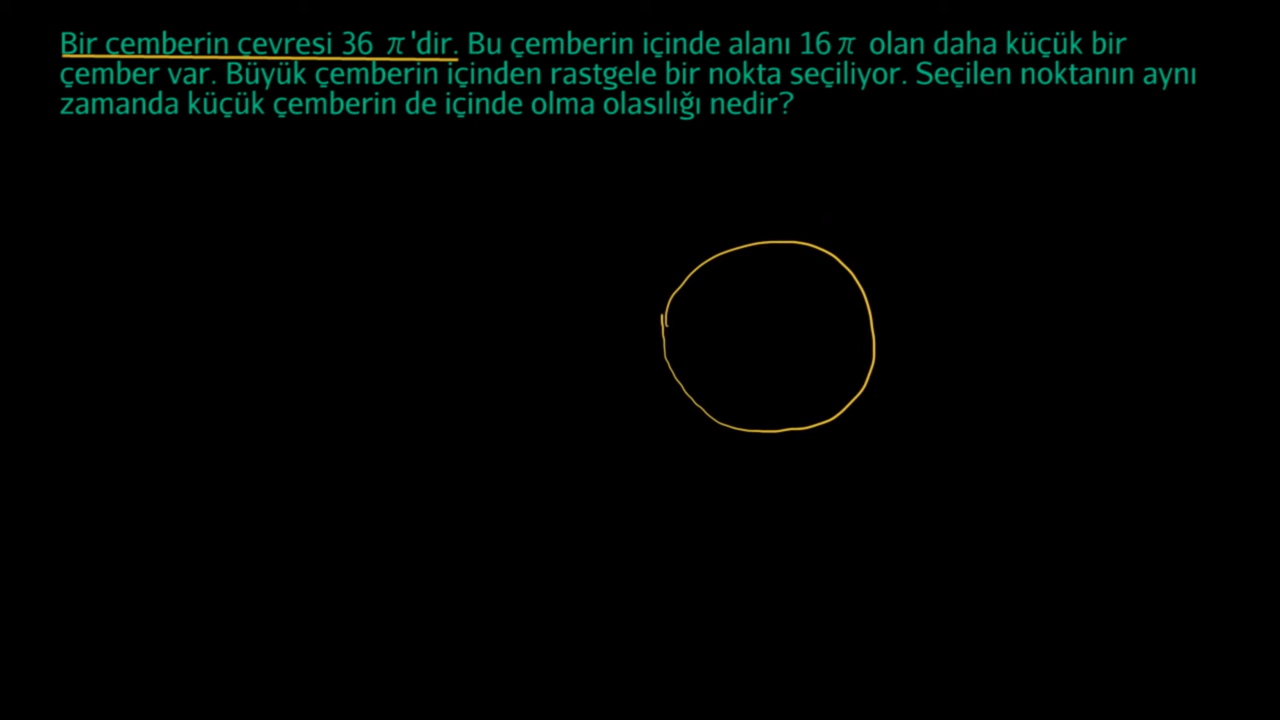 Bir çemberin çevresi 36 π'dir. Bu çemberin içinde alanı 16π olan daha küçük bir
çember var. Büyük çemberin içinden rastgele bir nokta seçiliyor. Seçilen noktanın aynı
zamanda küçük çemberin de içinde olma olasılığı nedir?